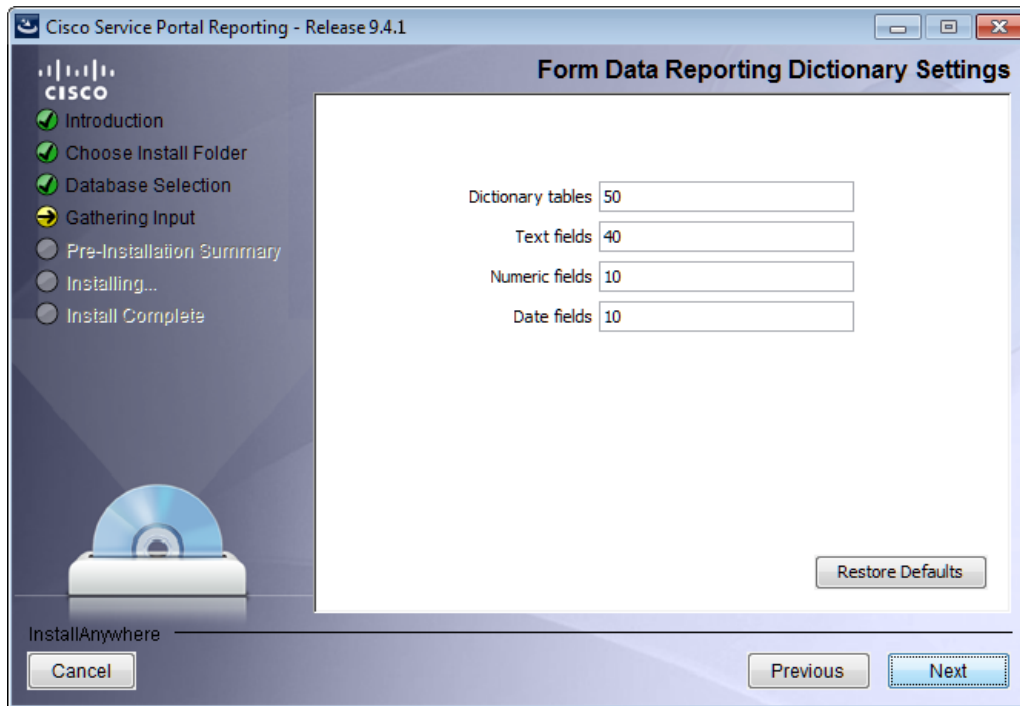 Cisco Service Portal Reporting - Release 9.4.1
Form Data Reporting Dictionary Settings
CISCO
Introduction
Choose Install Folder
Database Selection
Gathering Input
Pre-Installation Summary
Installing...
Install Complete
Dictionary tables 50
Text fields 40
Numeric fields 10
Date fields 10
Restore Defaults
InstallAnywhere
Cancel
Previous
Next